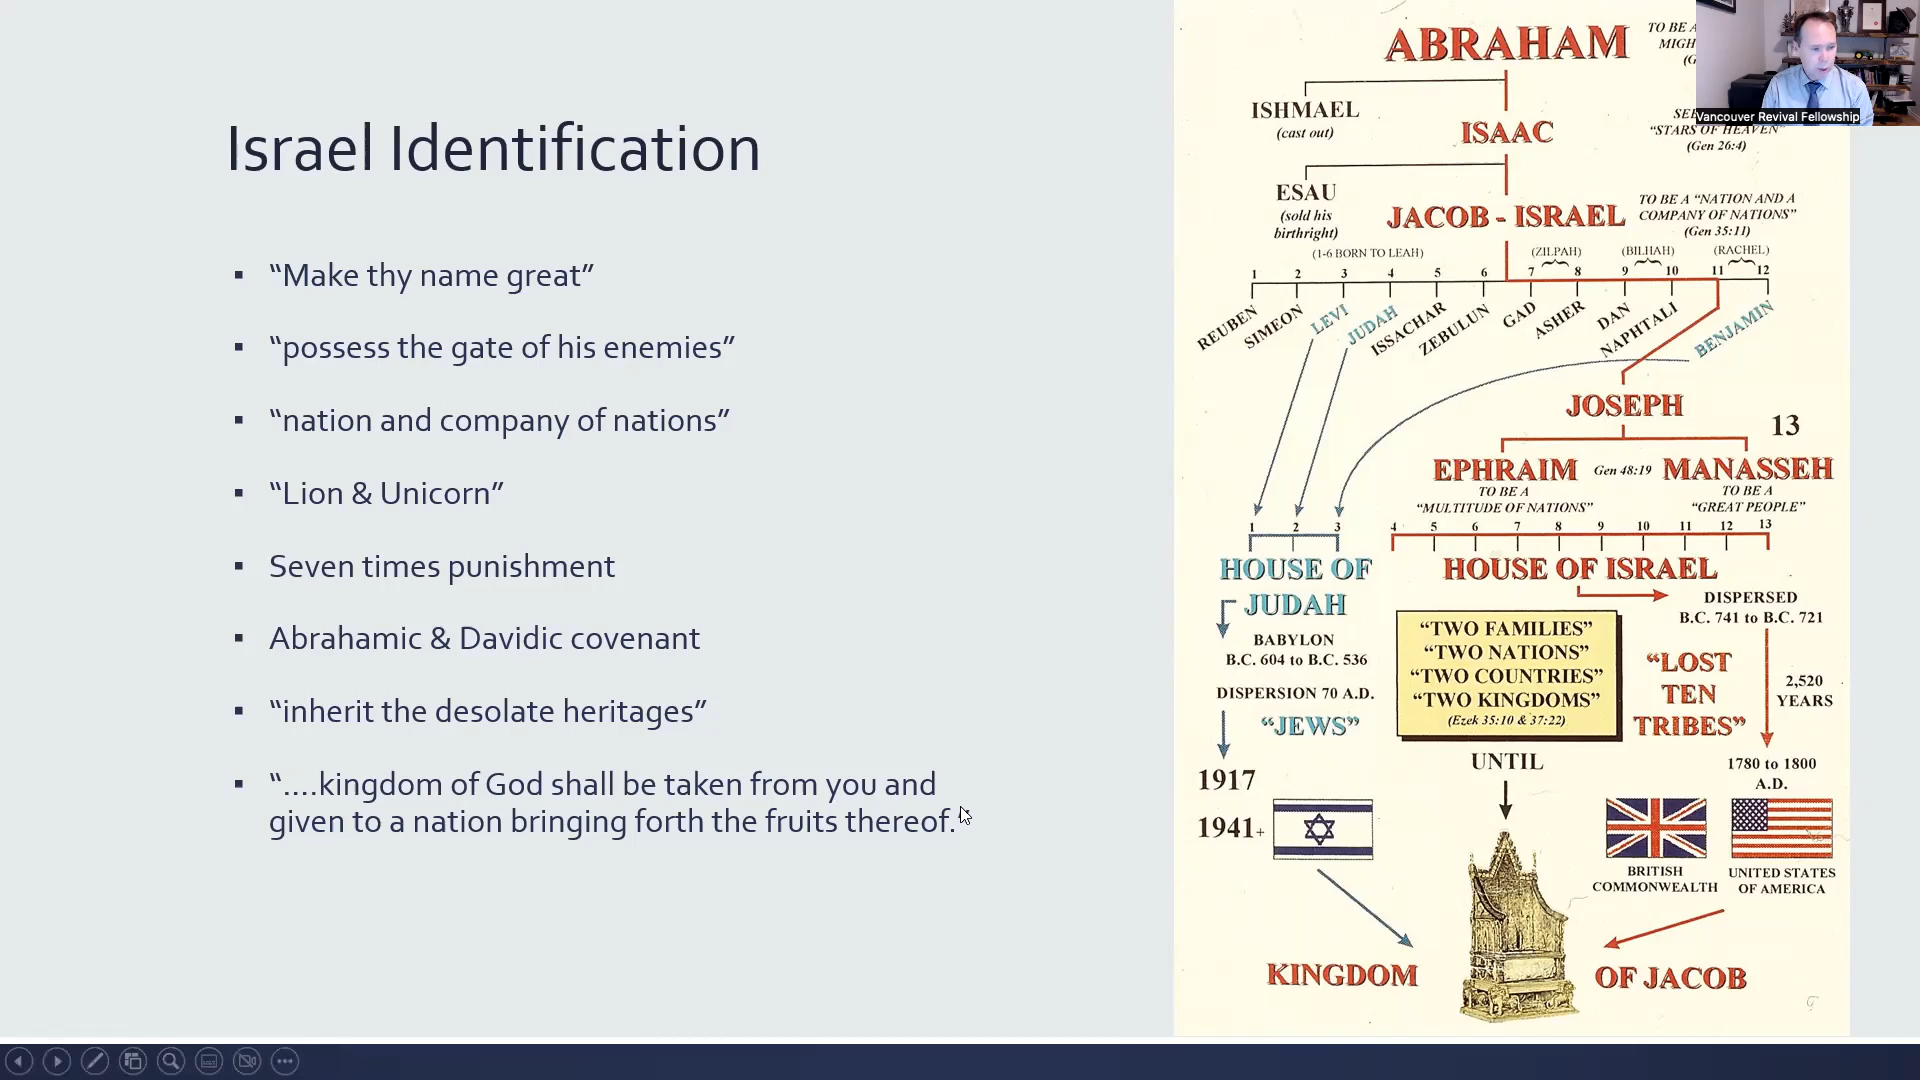 Israel Identification
▪ “Make thy name great”
▪ “possess the gate of his enemies”
▪ “nation and company of nations”
▪ “Lion & Unicorn”
▪ Seven times punishment
▪ Abrahamic & Davidic covenant
▪ “inherit the desolate heritages”
▪ “....kingdom of God shall be taken from you and
given to a nation bringing forth the fruits thereof.”
ABRAHAM
TO BE A
Vancouver Revival Fellowship
ISHMAEL
(cast out)
ISAAC
“STARS OF HEAVEN”
(Gen 26:4)
ESAU
(sold his
birthright)
JACOB - ISRAEL
TO BE A “NATION AND A
COMPANY OF NATIONS”
(Gen 35:11)
(1-6 BORN TO LEAH) (ZILPAH) (BILHAH) (RACHEL)
1 2 3 4 5 6 7 8 9 10 11 12
REUBEN SIMEON LEVI JUDAH ISSACHAR ZEBULUN GAD ASHER DAN NAPHTALI BENJAMIN
JOSEPH
13
EPHRAIM Gen 48:19 MANASSEH
TO BE A
“MULTITUDE OF NATIONS”
TO BE A
“GREAT PEOPLE”
1 2 3 4 5 6 7 8 9 10 11 12 13
HOUSE OF
JUDAH
HOUSE OF ISRAEL
BABYLON
B.C. 604 to B.C. 536
DISPERSION 70 A.D.
“JEWS”
1917
1941+
“TWO FAMILIES”
“TWO NATIONS”
“TWO COUNTRIES”
“TWO KINGDOMS”
(Ezek 35:10 & 37:22)
UNTIL
DISPERSED
B.C. 741 to B.C. 721
“LOST
TEN
TRIBES”
2,520
YEARS
1780 to 1800
A.D.
BRITISH
COMMONWEALTH
UNITED STATES
OF AMERICA
KINGDOM OF JACOB